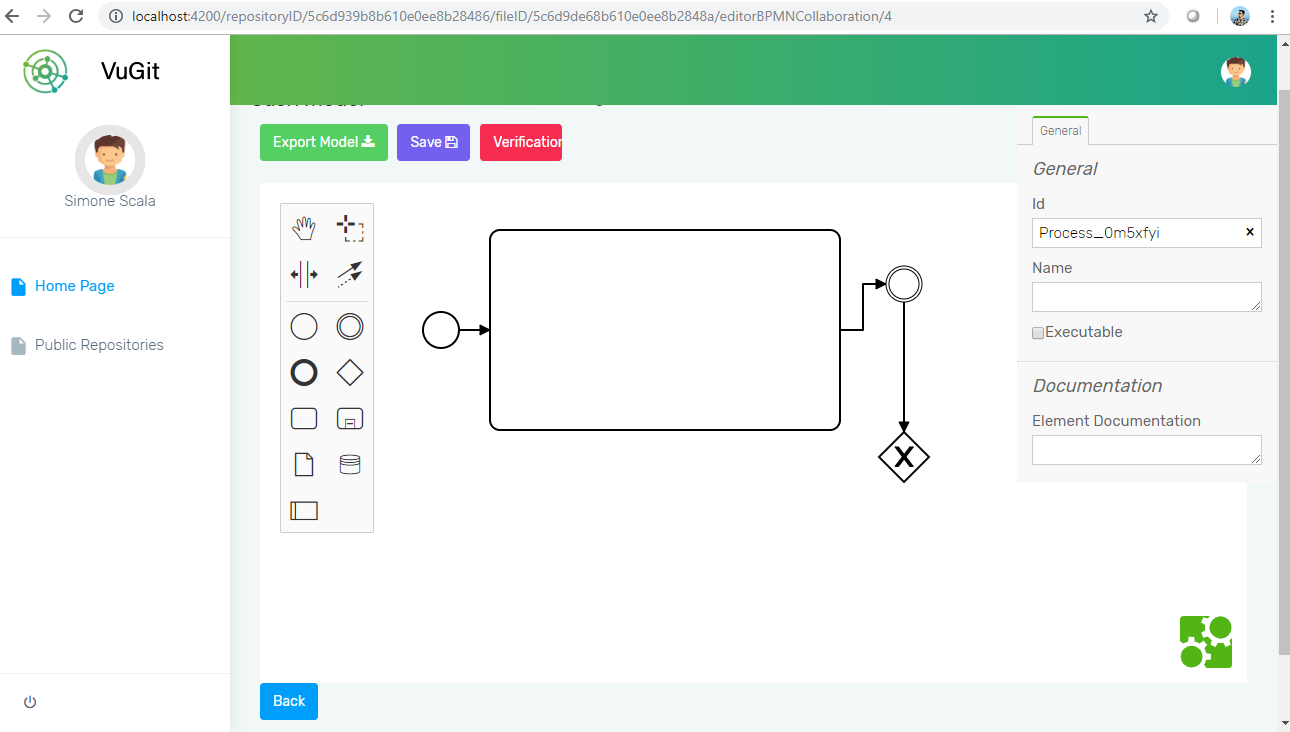 localhost:4200/repositoryID/5c6d939b8b610e0ee8b28486/fileID/5c6d9de68b610e0ee8b2848a/editorBPMNCollaboration/4
VuGit
Simone Scala
Home Page
Public Repositories
Export Model
Save
Verification
General
General
Id
Process_0m5xfyi
Name
Executable
Documentation
Element Documentation
X
Back